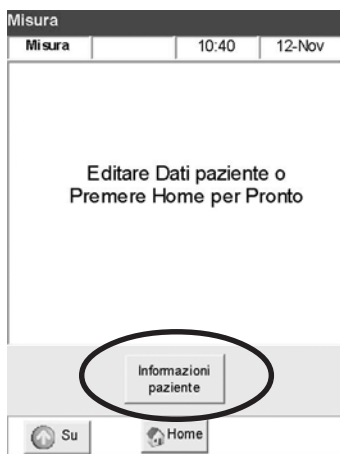 Misura
Misura 10:40 12-Nov
Editare Dati paziente o
Premere Home per Pronto
Informazioni
paziente
Su Home